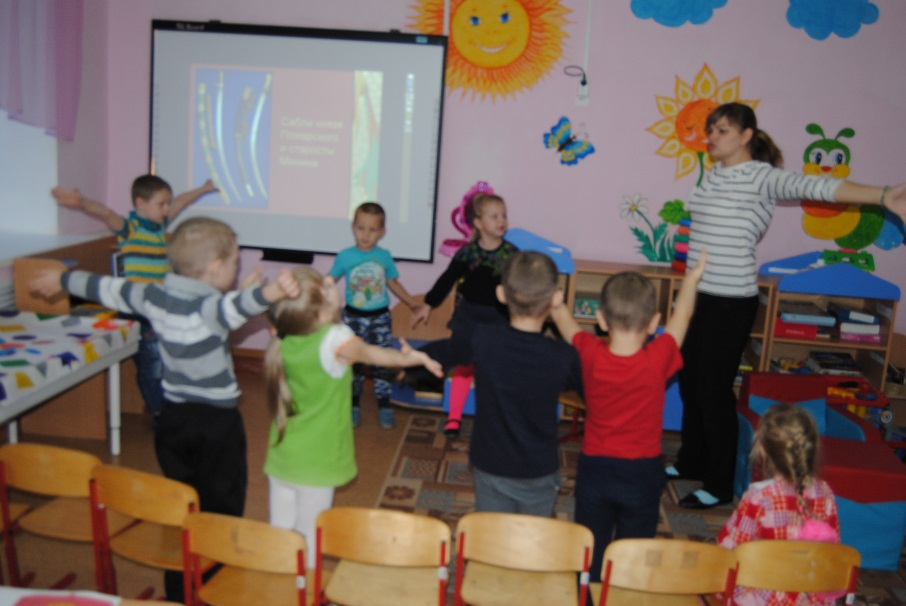 Сабли князя
Пожарского
и старосты
Минина